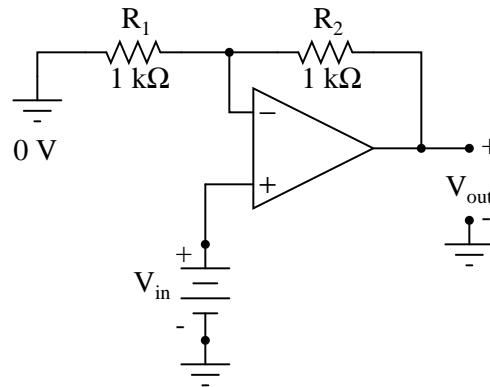 R1 R2
1 kΩ 1 kΩ
−
0 V
+
+
Vout
-
+
Vin
-